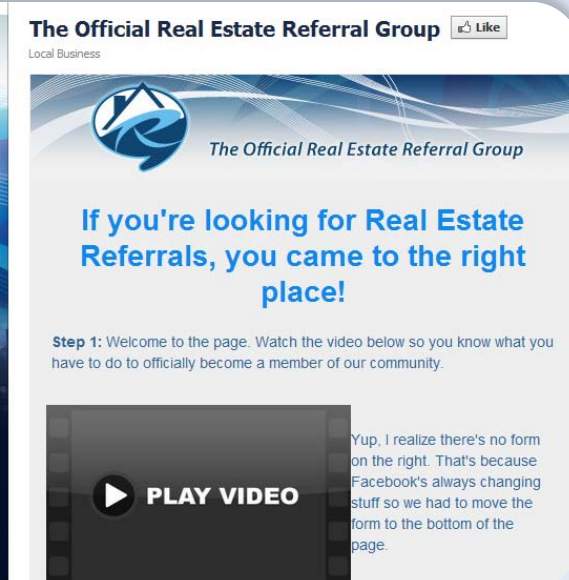 The Official Real Estate Referral Group Like
Local Business
The Official Real Estate Referral Group
If you're looking for Real Estate
Referrals, you came to the right
place!
Step 1: Welcome to the page. Watch the video below so you know what you
have to do to officially become a member of our community.
Yup, I realize there's no form
on the right. That's because
Facebook's always changing
stuff so we had to move the
form to the bottom of the
page.
PLAY VIDEO